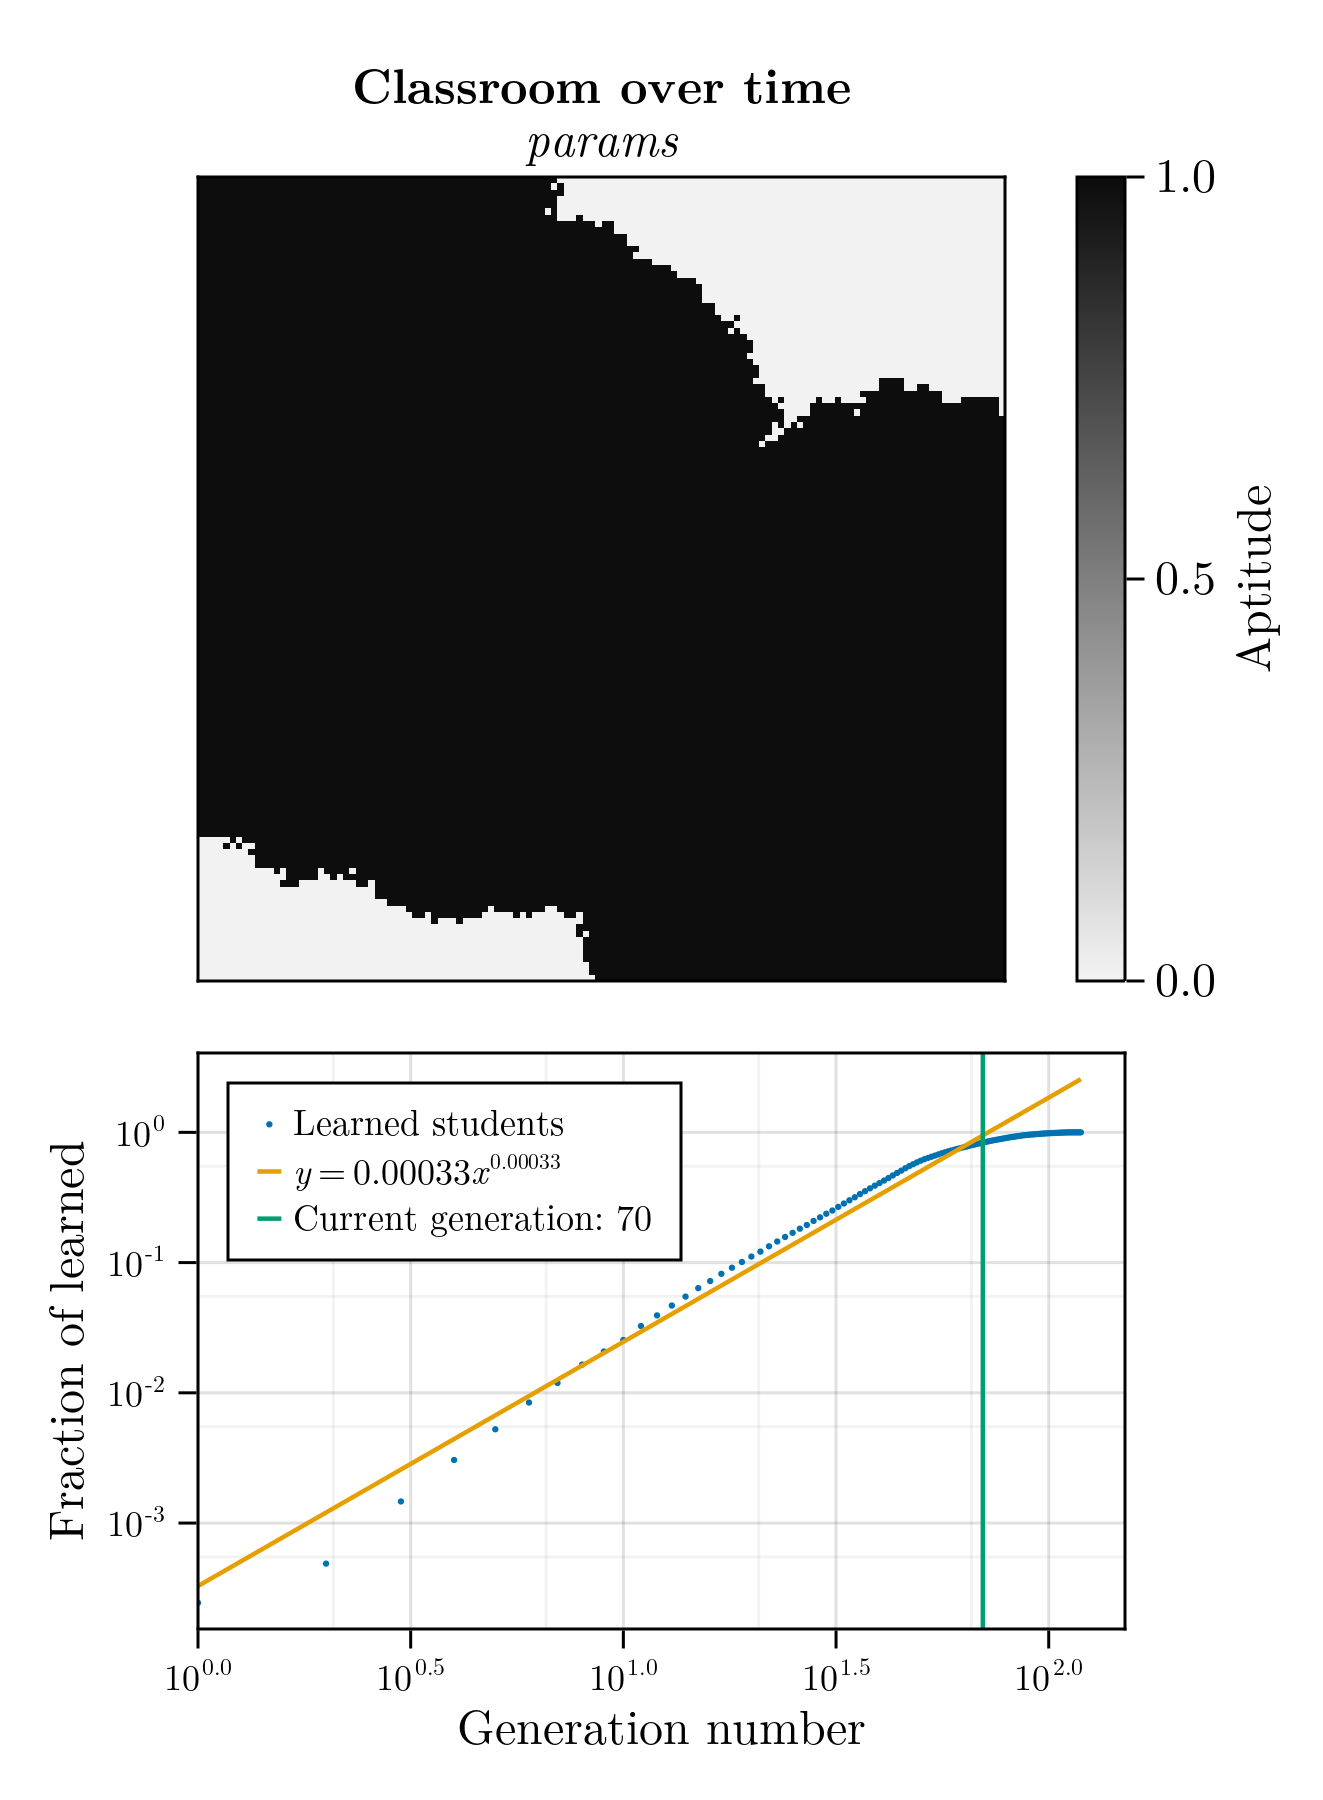 Classroom over time
params
1.0
0.5
0.0
Aptitude
Learned students
y = 0.00033x^0.00033
Current generation: 70
10^0
10^-1
10^-2
10^-3
Fraction of learned
10^0.0 10^0.5 10^1.0 10^1.5 10^2.0
Generation number